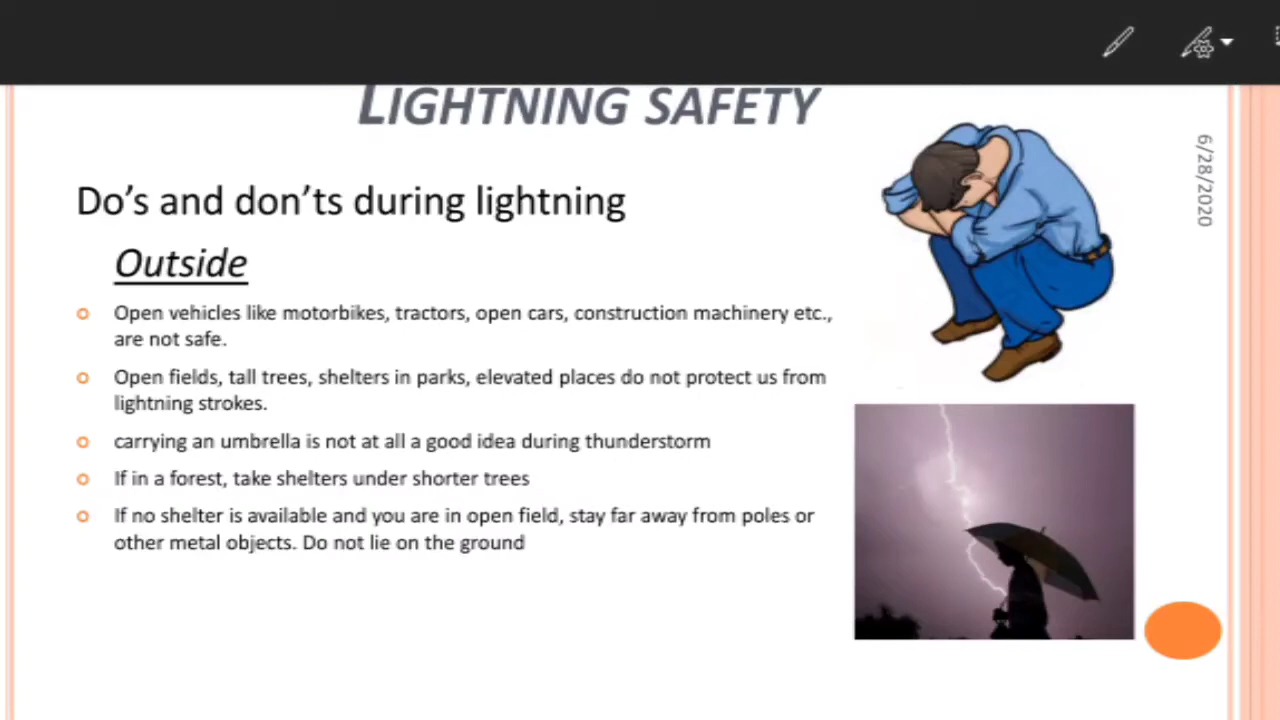 LIGHTNING SAFETY
6/28/2020
Do's and don'ts during lightning
Outside
Open vehicles like motorbikes, tractors, open cars, construction machinery etc.,
are not safe.
Open fields, tall trees, shelters in parks, elevated places do not protect us from
lightning strokes.
carrying an umbrella is not at all a good idea during thunderstorm
If in a forest, take shelters under shorter trees
If no shelter is available and you are in open field, stay far away from poles or
other metal objects. Do not lie on the ground